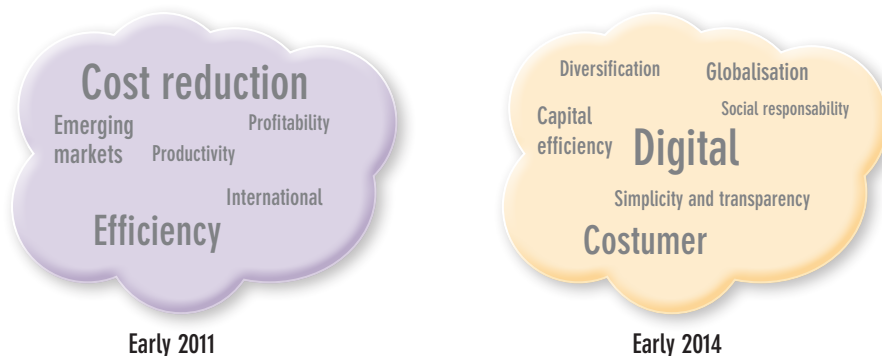 Cost reduction
Emerging
markets
Profitability
Productivity
International
Efficiency
Early 2011
Diversification
Globalisation
Social responsability
Capital
efficiency
Digital
Simplicity and transparency
Costumer
Early 2014